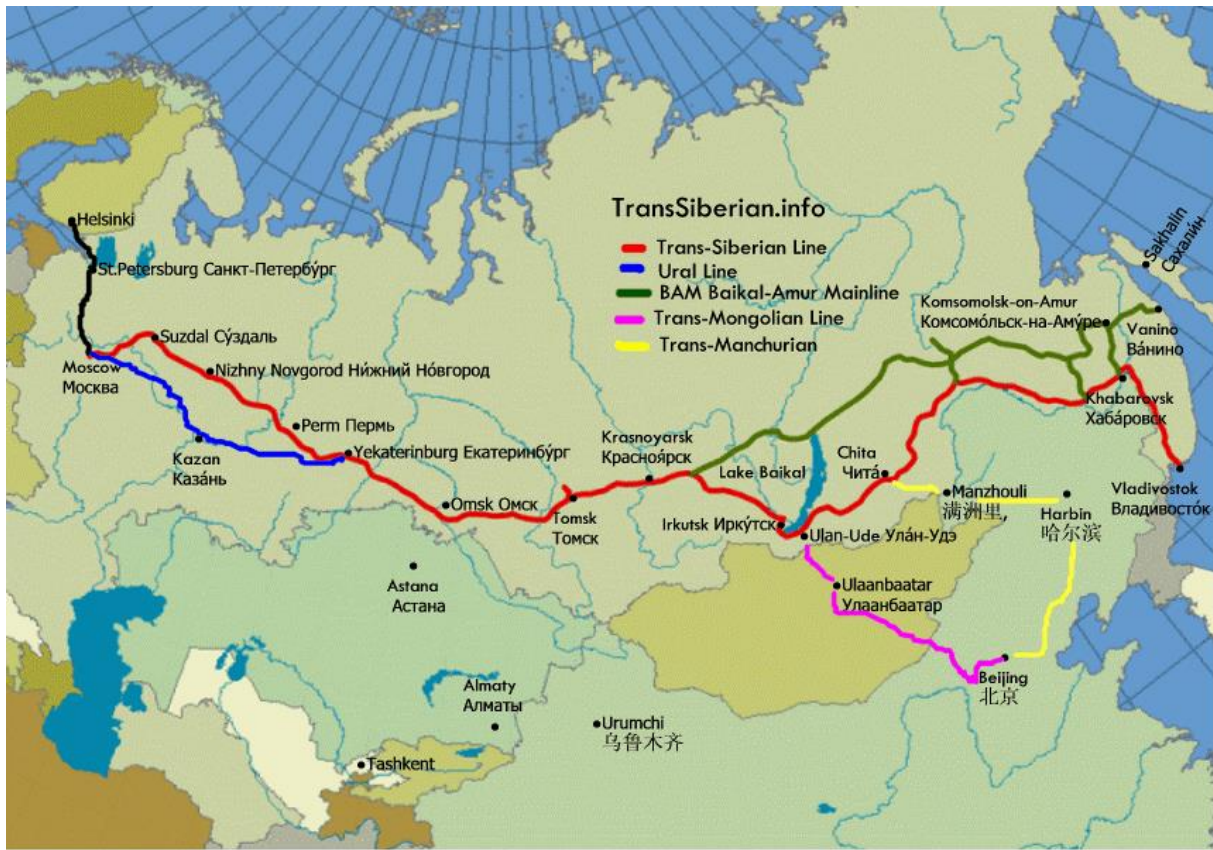 Helsinki
St.Petersburg Санкт-Петербу́рг
Suzdal Су́здаль
Moscow
Москва
Nizhny Novgorod Ни́жний Но́вгород
Perm Пермь
Kazan
Каза́нь
Yekaterinburg Екатеринбу́рг
Omsk Омск
Tomsk
Томск
Krasnoyarsk
Красноя́рск
Lake Baikal
Irkutsk Ирку́тск
Ulan-Ude Ула́н-Удэ
Chita
Чита́
TransSiberian.info
Trans-Siberian Line
Ural Line
BAM Baikal-Amur Mainline
Trans-Mongolian Line
Trans-Manchurian
Komsomolsk-on-Amur
Комсомо́льск-на-Аму́ре
Sakhalin
Сахали́н
Vanino
Ва́нино
Khabarovsk
Хаба́ровск
Vladivostok
Владивосто́к
Manzhouli
满洲里,
Harbin
哈尔滨
Ulaanbaatar
Улаанбаатар
Beijing
北京
Astana
Астана
Almaty
Алматы
Urumchi
乌鲁木齐
Tashkent